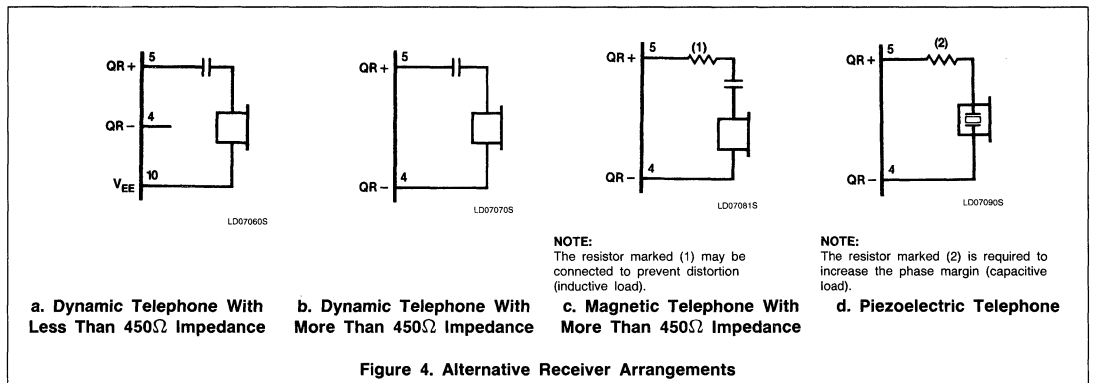 5
QR+
4
QR−
10
VEE
LD07060S
5
QR+
4
QR−
LD07070S
5
(1)
QR+
4
QR−
LD07081S
NOTE:
The resistor marked (1) may be
connected to prevent distortion
(inductive load).
5
(2)
QR+
4
QR−
LD07090S
NOTE:
The resistor marked (2) is required to
increase the phase margin (capacitive
load).
a. Dynamic Telephone With
Less Than 450Ω Impedance
b. Dynamic Telephone With
More Than 450Ω Impedance
c. Magnetic Telephone With
More Than 450Ω Impedance
d. Piezoelectric Telephone
Figure 4. Alternative Receiver Arrangements